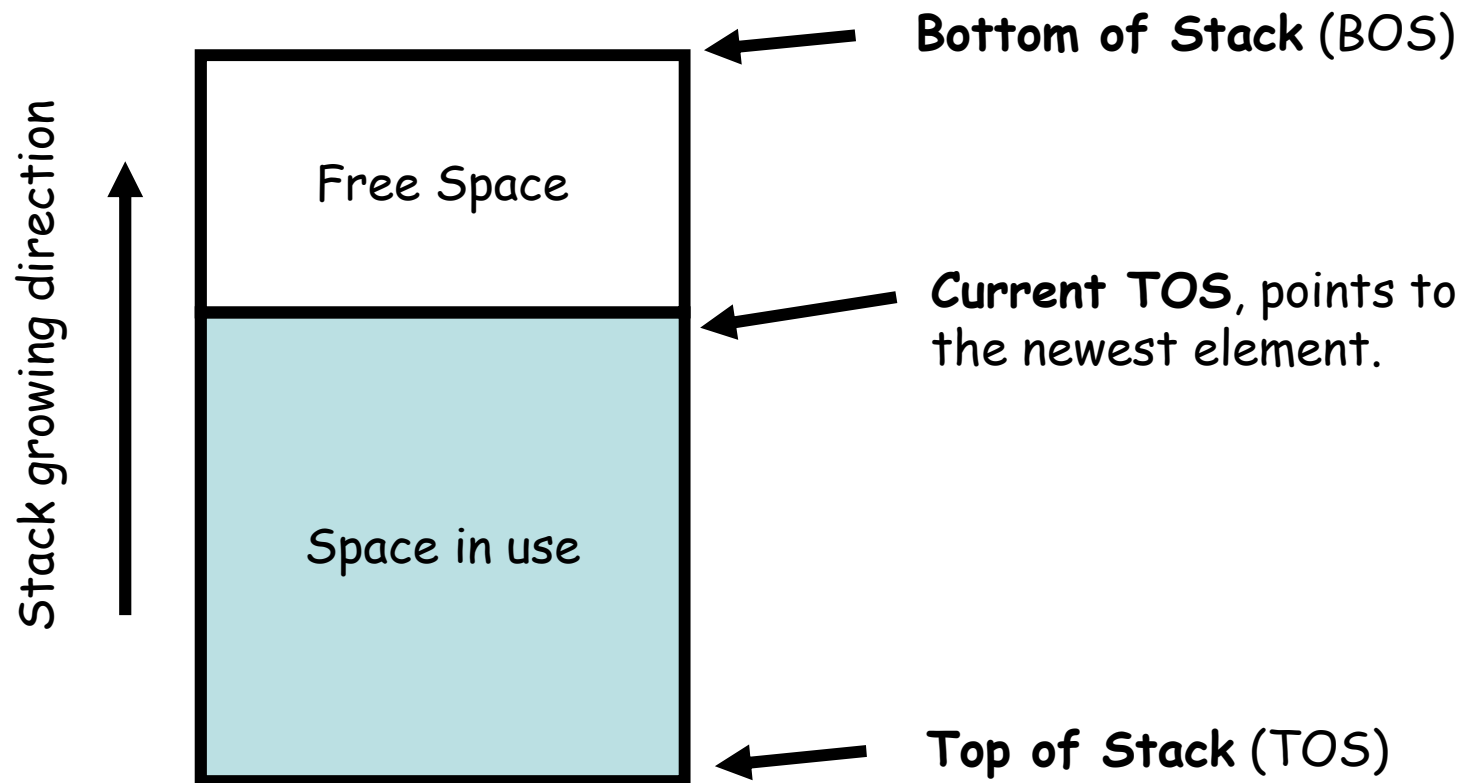 Bottom of Stack (BOS)
Stack growing direction
Free Space
Current TOS, points to
the newest element.
Space in use
Top of Stack (TOS)